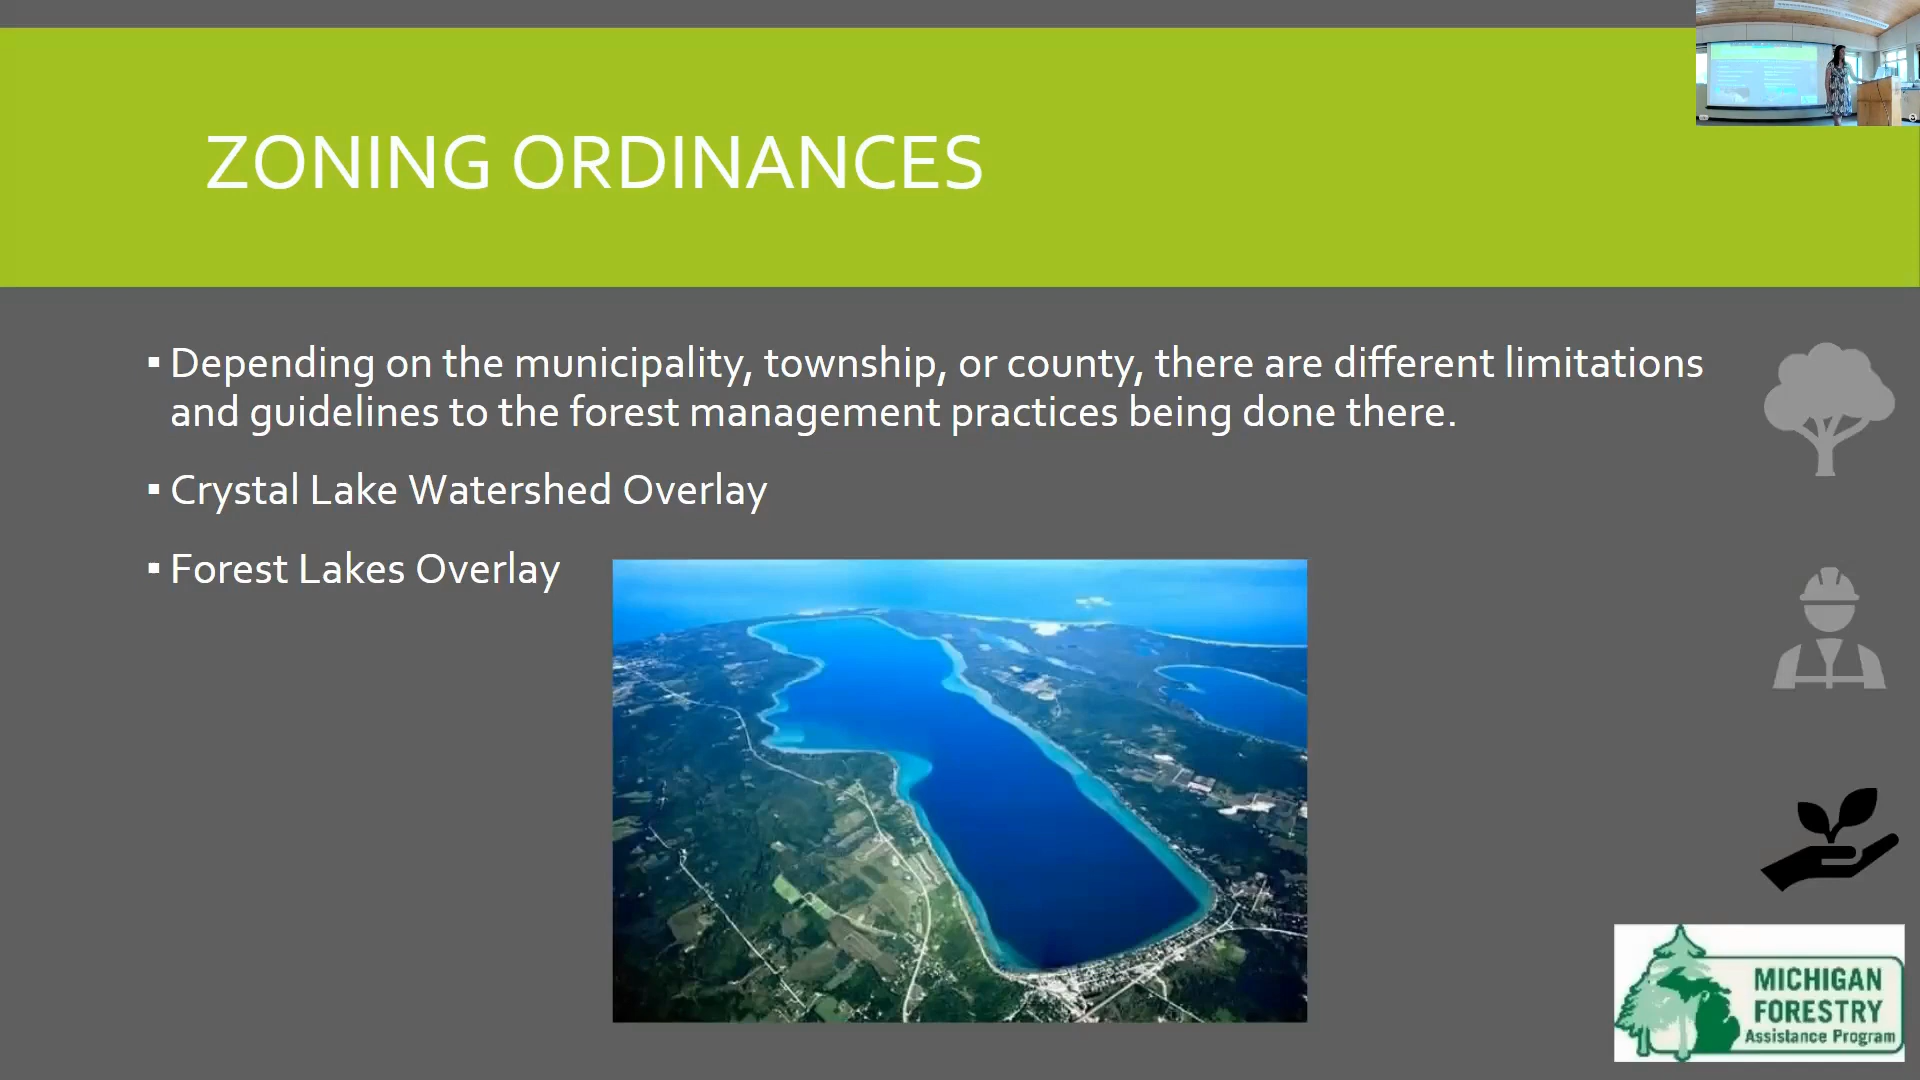 ZONING ORDINANCES
▪ Depending on the municipality, township, or county, there are different limitations
and guidelines to the forest management practices being done there.
▪ Crystal Lake Watershed Overlay
▪ Forest Lakes Overlay
MICHIGAN
FORESTRY
Assistance Program